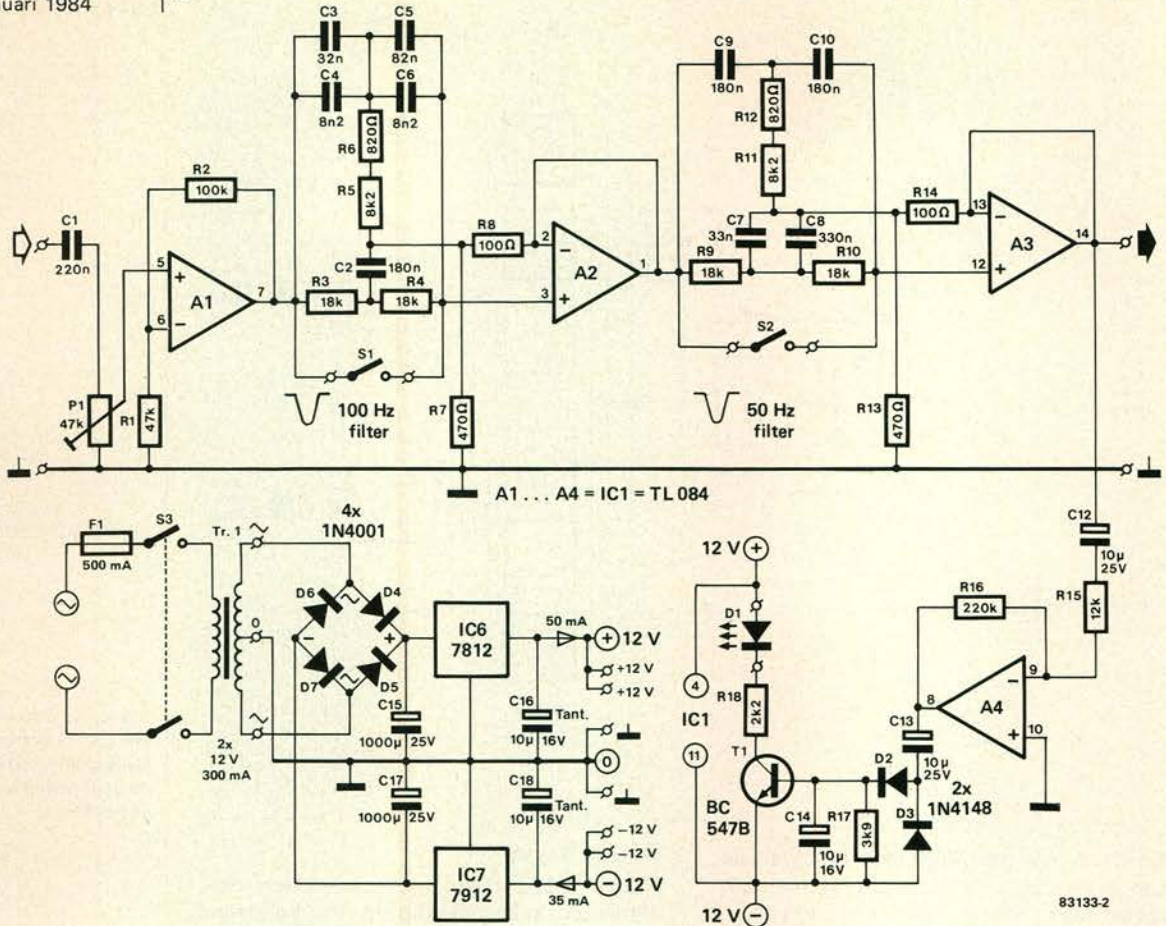 uari 1984
C3
32n
C5
82n
C4
8n2
C6
8n2
R6
820Ω
R5
8k2
C2
180n
R3
18k
R4
18k
S1
100 Hz
filter
R2
100k
C1
220n
5
+
A1
7
6
−
P1
47k
R1
47k
R7
470Ω
R8
100Ω
2
−
A2
1
3
+
C9
180n
C10
180n
R12
820Ω
R11
8k2
C7
33n
C8
330n
R9
18k
R10
18k
S2
50 Hz
filter
R14
100Ω
13
−
A3
14
12
+
R13
470Ω
A1 . . . A4 = IC1 = TL 084
F1
500 mA
S3
Tr. 1
0
2x
12 V
300 mA
4x
1N4001
D6
D4
D7
D5
−
+
IC6
7812
50 mA
+ 12 V
+12 V
+12 V
C15
1000µ 25V
C16
Tant.
10µ 16V
0
C17
1000µ 25V
C18
Tant.
10µ 16V
−12 V
−12 V
− 12 V
IC7
7912
35 mA
12 V +
D1
4
IC1
11
R18
2k2
T1
BC
547B
C14
10µ
16V
R17
3k9
D2
D3
2x
1N4148
C13
10µ
25V
12 V −
C12
10µ
25V
R15
12k
R16
220k
9
−
A4
8
10
+
83133-2